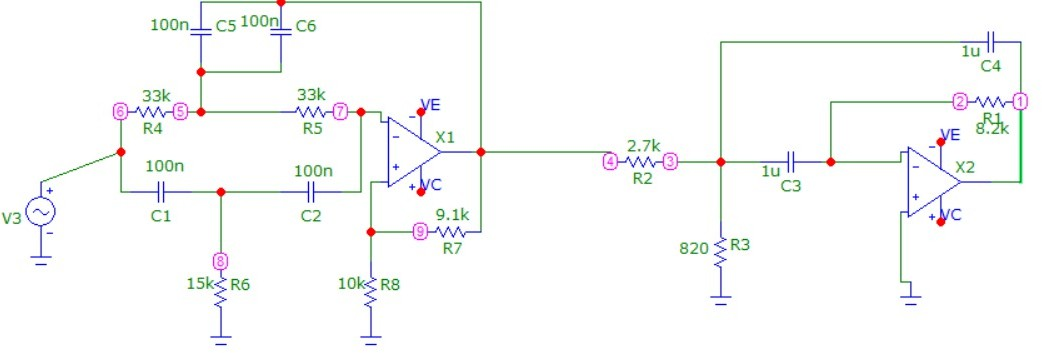 100n C5 100n C6
1u
C4
33k 33k
6 5 7 VE
R4 R5
2 1
R1
8.2k
X1
VE
100n 100n
2.7k
4 3
X2
1u
V3 C1 C2 VC R2 C3
9.1k
VC
9
8 820 R3
R7
15k R6 10k R8